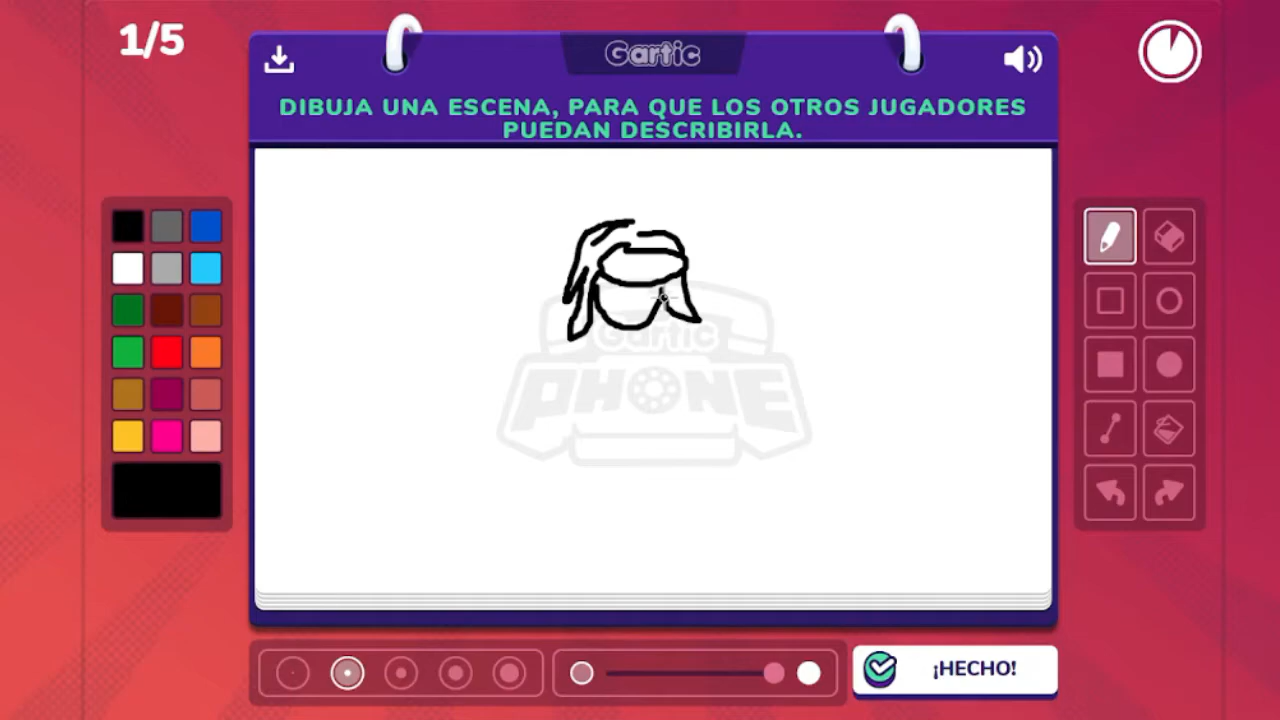 1/5
Gartic
DIBUJA UNA ESCENA, PARA QUE LOS OTROS JUGADORES
PUEDAN DESCRIBIRLA.
Gartic
PHONE
¡HECHO!